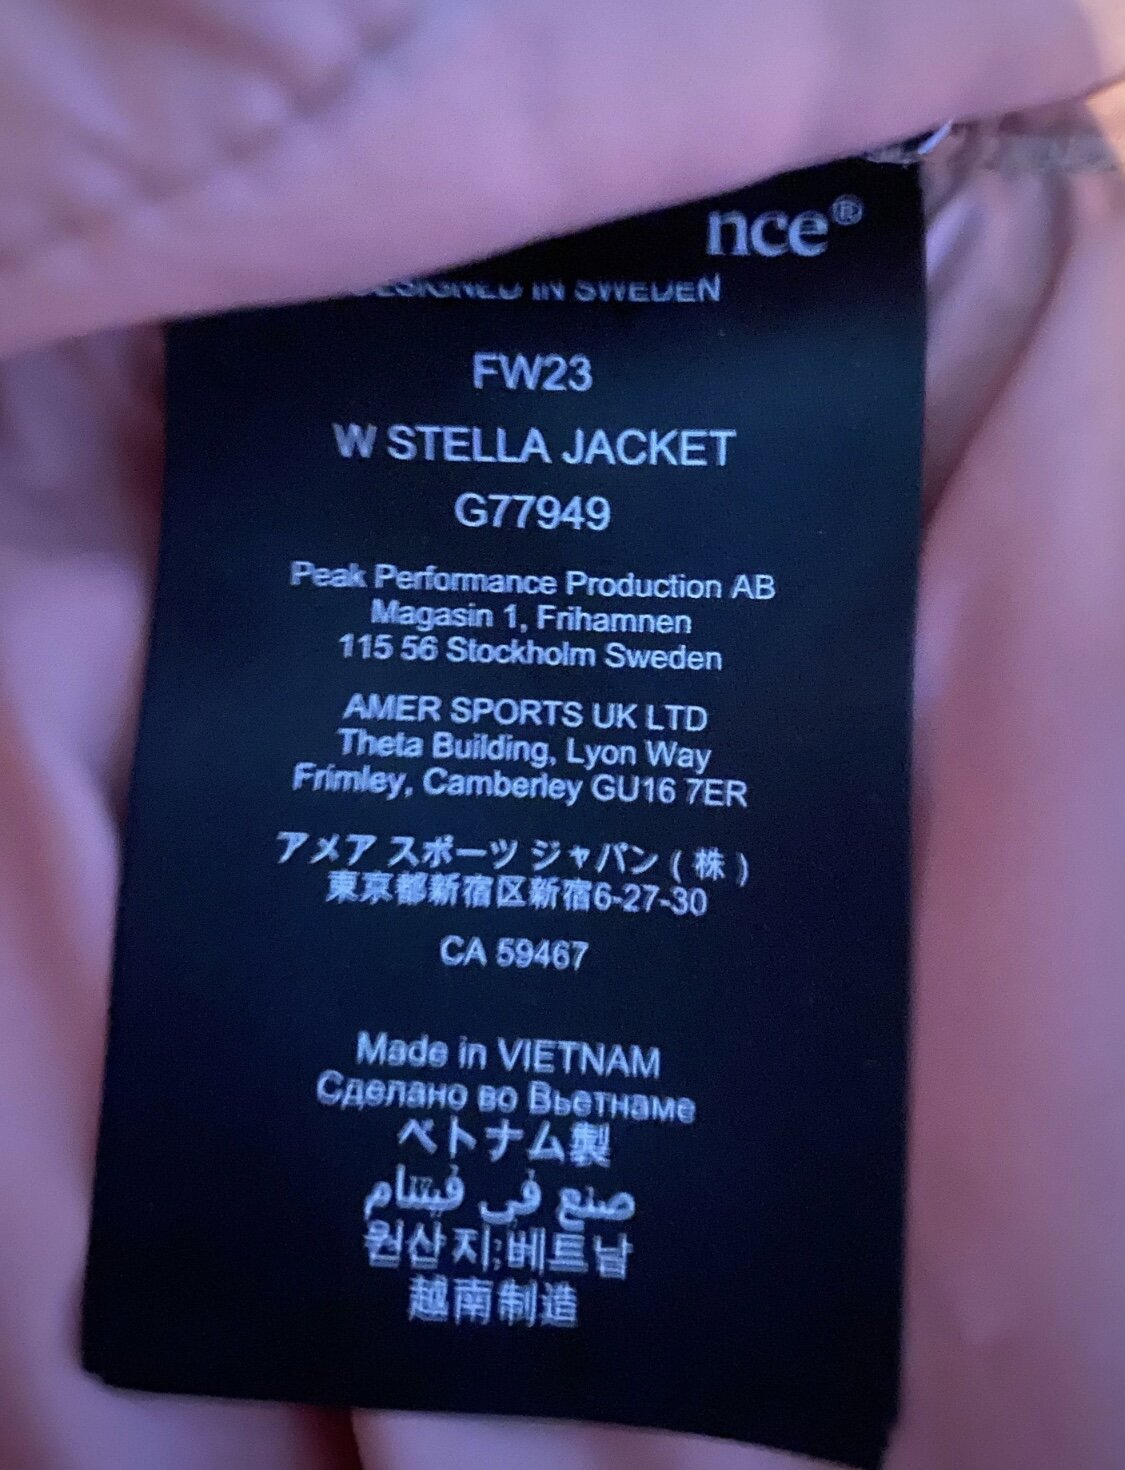 nce®
DESIGNED IN SWEDEN
FW23
W STELLA JACKET
G77949
Peak Performance Production AB
Magasin 1, Frihamnen
115 56 Stockholm Sweden
AMER SPORTS UK LTD
Theta Building, Lyon Way
Frimley, Camberley GU16 7ER
アメア スポーツ ジャパン ( 株 )
東京都新宿区新宿6-27-30
CA 59467
Made in VIETNAM
Сделано во Вьетнаме
ベトナム製
صنع في فيتنام
원산지;베트남
越南制造